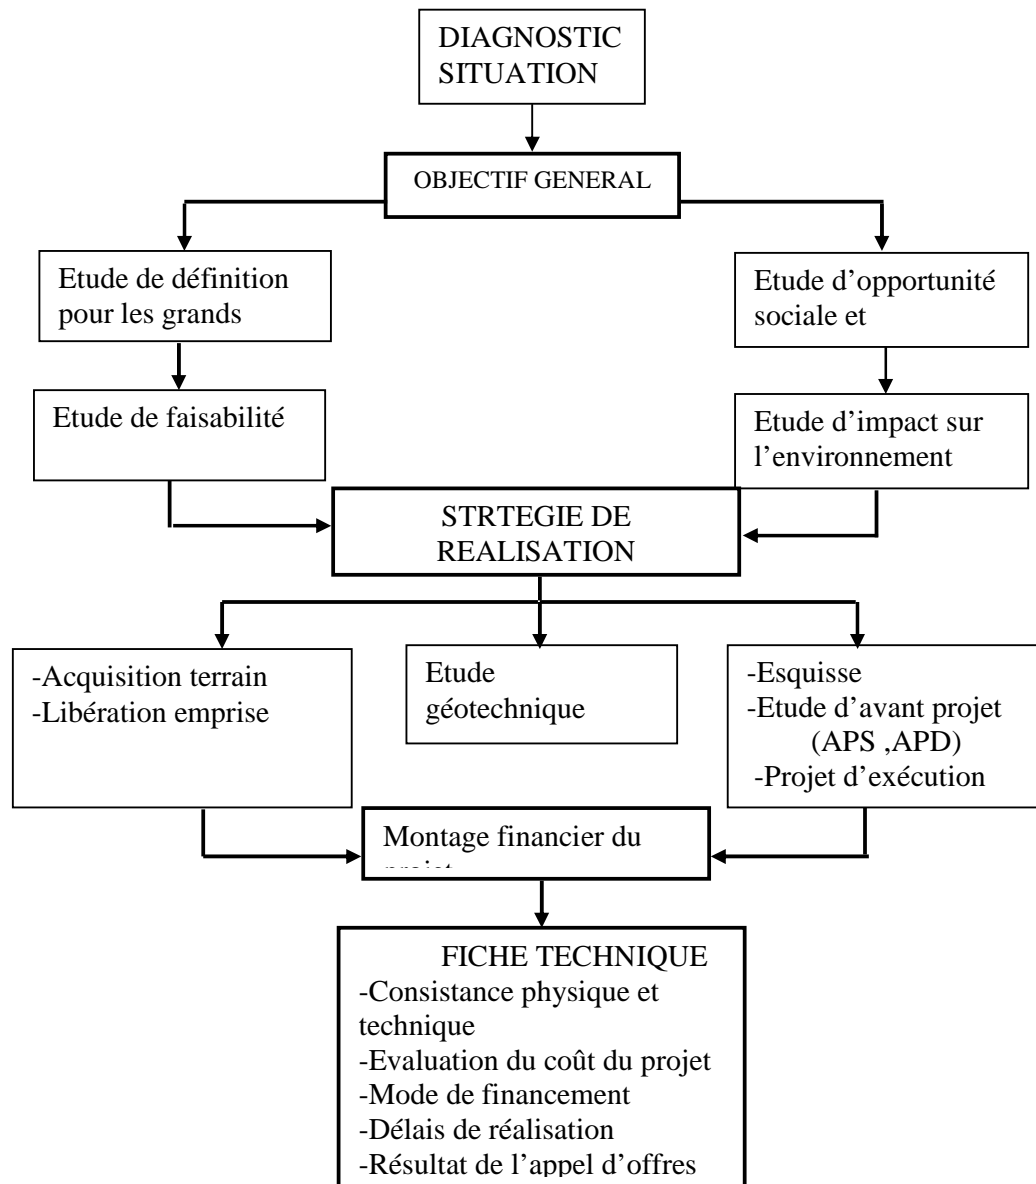 DIAGNOSTIC
SITUATION
OBJECTIF GENERAL
Etude de définition
pour les grands
Etude d’opportunité
sociale et
Etude de faisabilité
Etude d’impact sur
l’environnement
STRTEGIE DE
REALISATION
-Acquisition terrain
-Libération emprise
Etude
géotechnique
-Esquisse
-Etude d’avant projet
(APS ,APD)
-Projet d’exécution
Montage financier du
FICHE TECHNIQUE
-Consistance physique et
technique
-Evaluation du coût du projet
-Mode de financement
-Délais de réalisation
-Résultat de l’appel d’offres